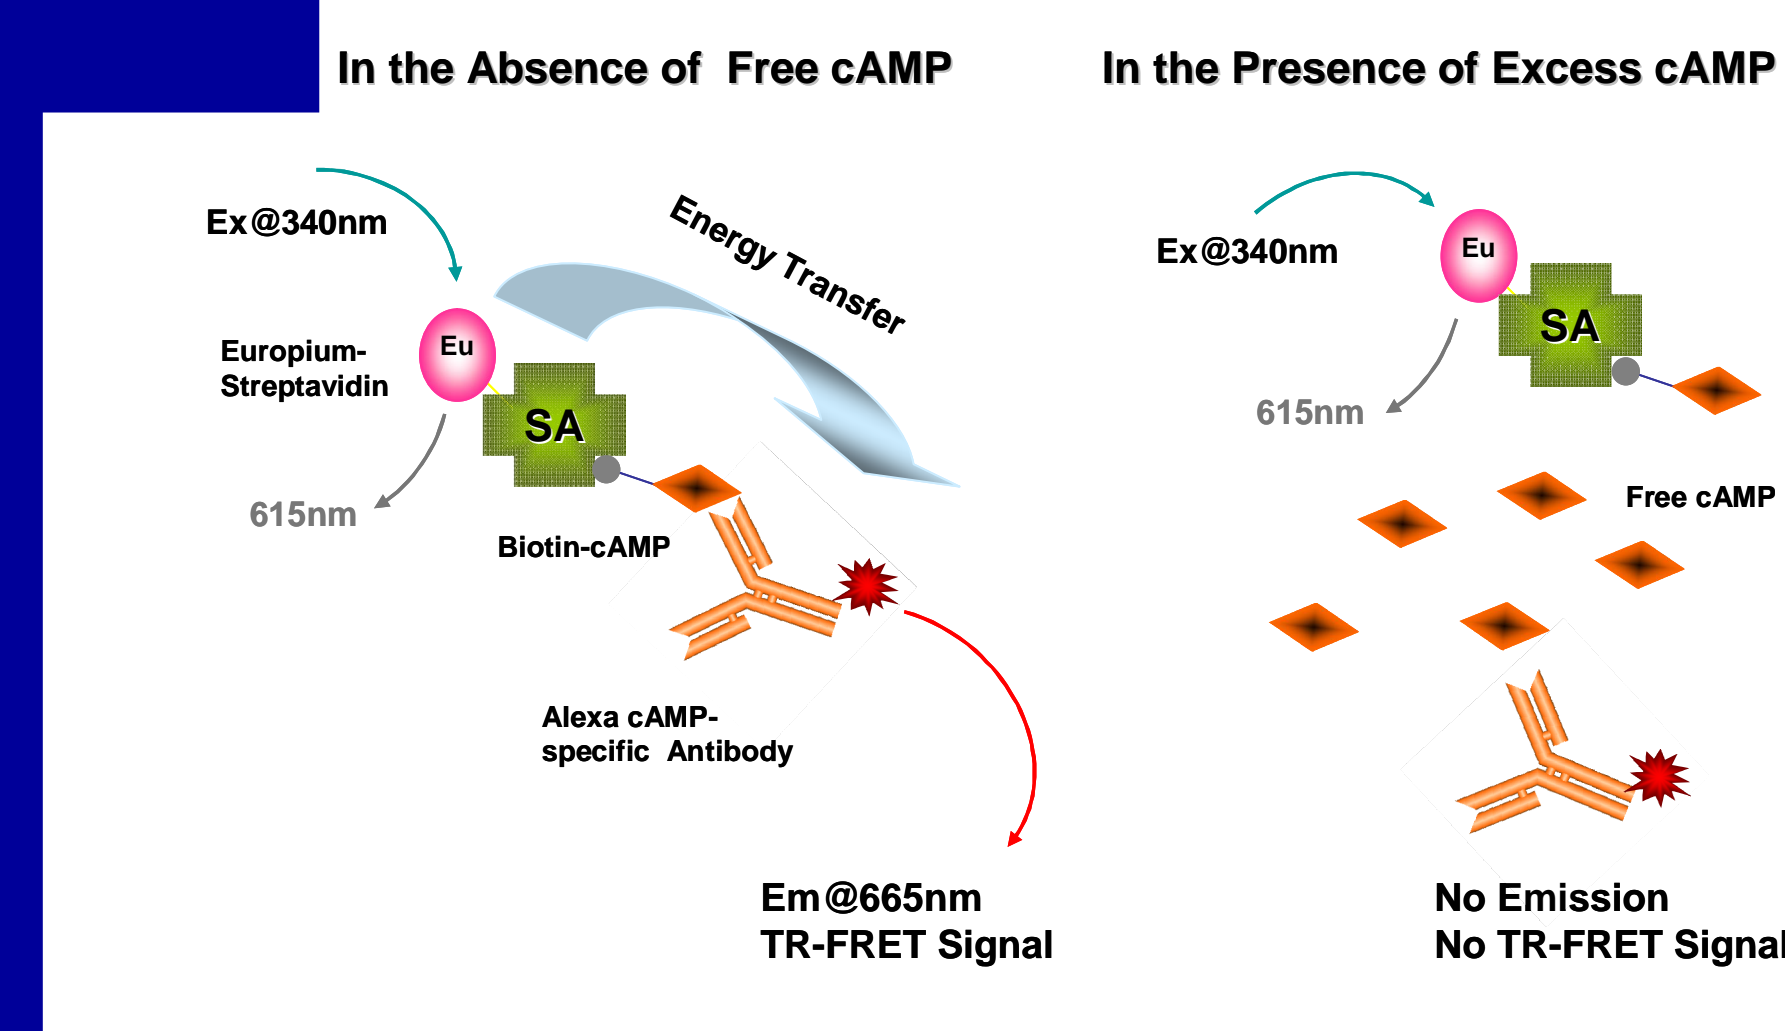 In the Absence of Free cAMP
Ex@340nm
Energy Transfer
Europium-
Streptavidin
Eu
SA
615nm
Biotin-cAMP
Alexa cAMP-
specific Antibody
Em@665nm
TR-FRET Signal
In the Presence of Excess cAMP
Ex@340nm
Eu
SA
615nm
Free cAMP
No Emission
No TR-FRET Signal